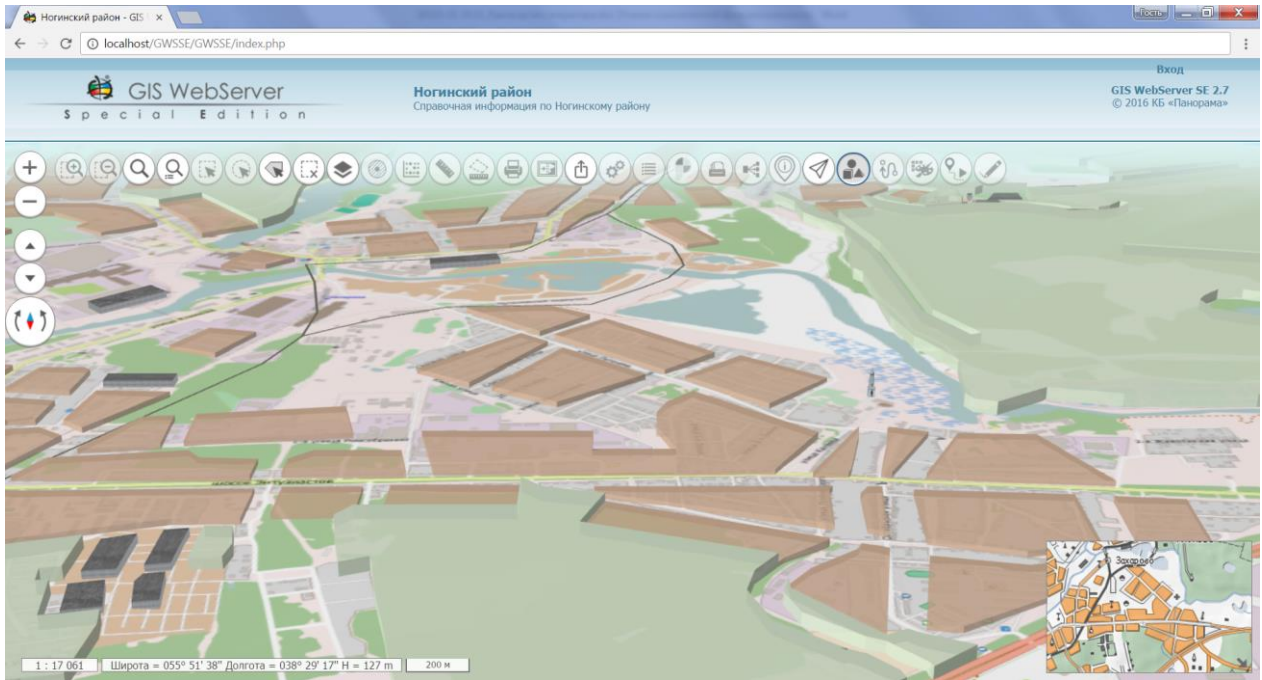 Ногинский район - GIS
Гость
localhost/GWSSE/GWSSE/index.php
Вход
GIS WebServer
Special Edition
Ногинский район
Справочная информация по Ногинскому району
GIS WebServer SE 2.7
© 2016 КБ «Панорама»
шоссе Энтузиастов
Захарово
1 : 17 061
Широта = 055° 51' 38" Долгота = 038° 29' 17" H = 127 m
200 м